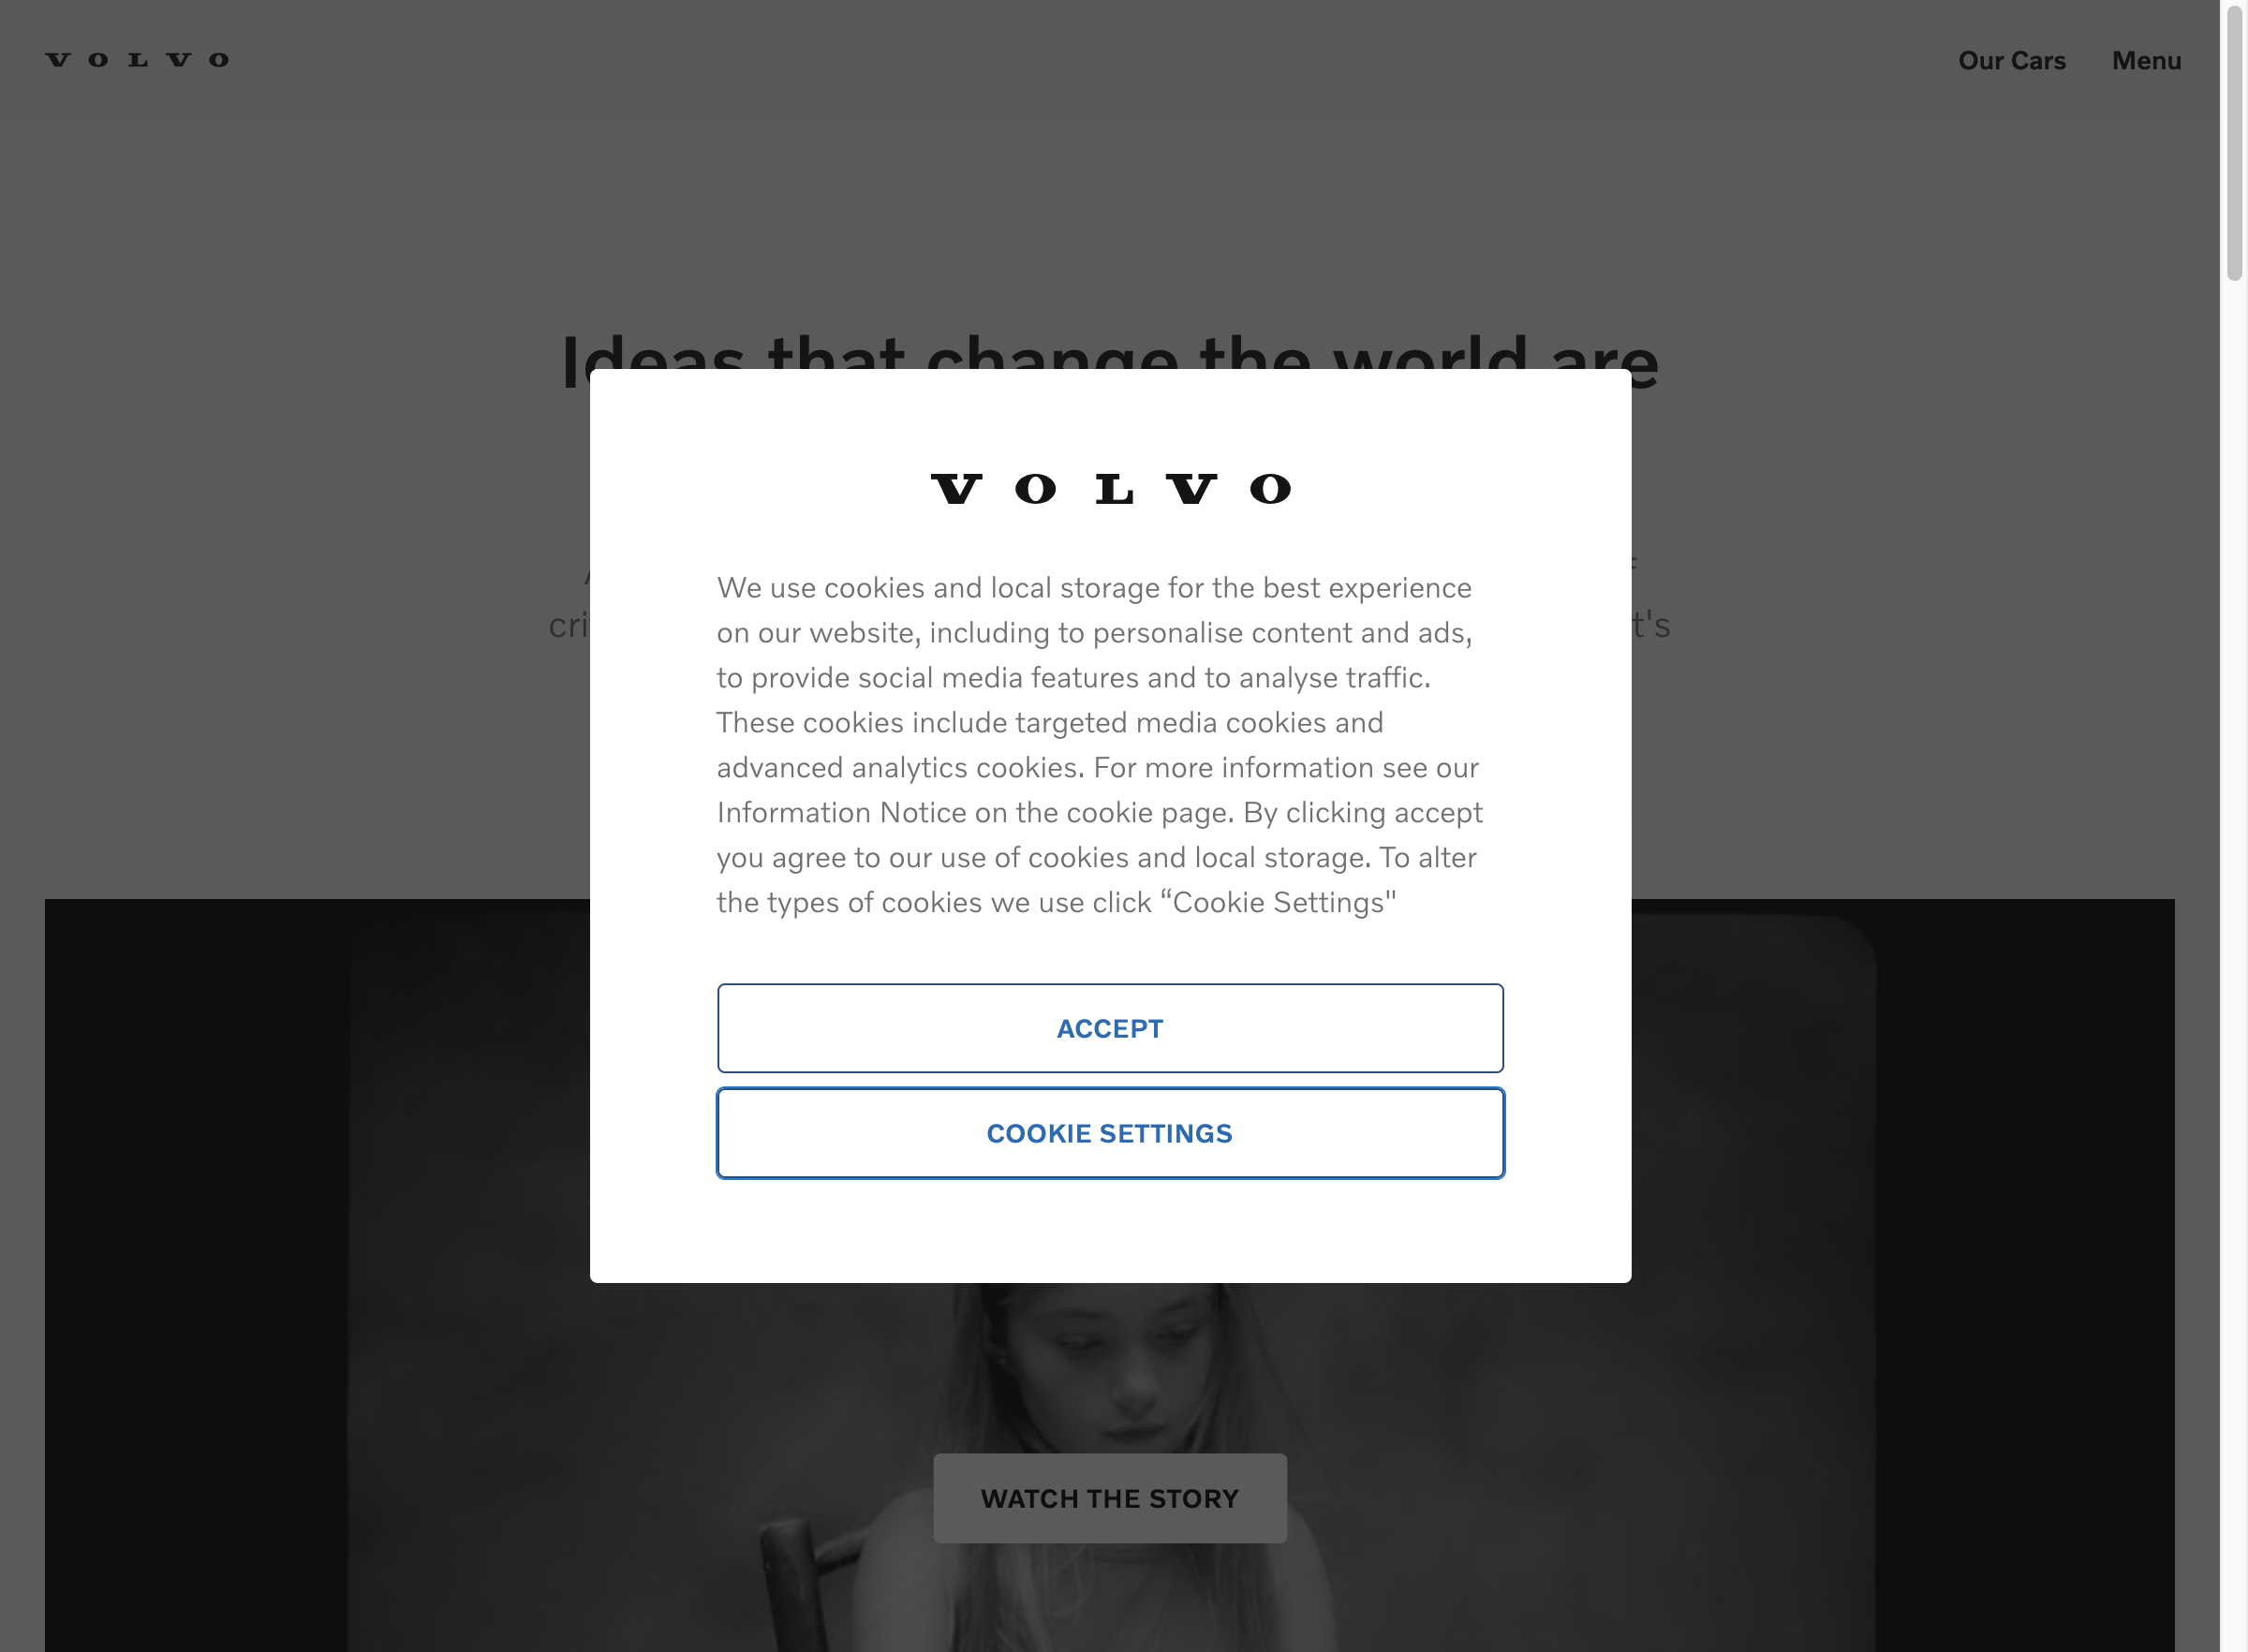 VOLVO
Our Cars
Menu
Ideas that change the world are
VOLVO
We use cookies and local storage for the best experience
on our website, including to personalise content and ads,
to provide social media features and to analyse traffic.
These cookies include targeted media cookies and
advanced analytics cookies. For more information see our
Information Notice on the cookie page. By clicking accept
you agree to our use of cookies and local storage. To alter
the types of cookies we use click “Cookie Settings"
ACCEPT
COOKIE SETTINGS
WATCH THE STORY